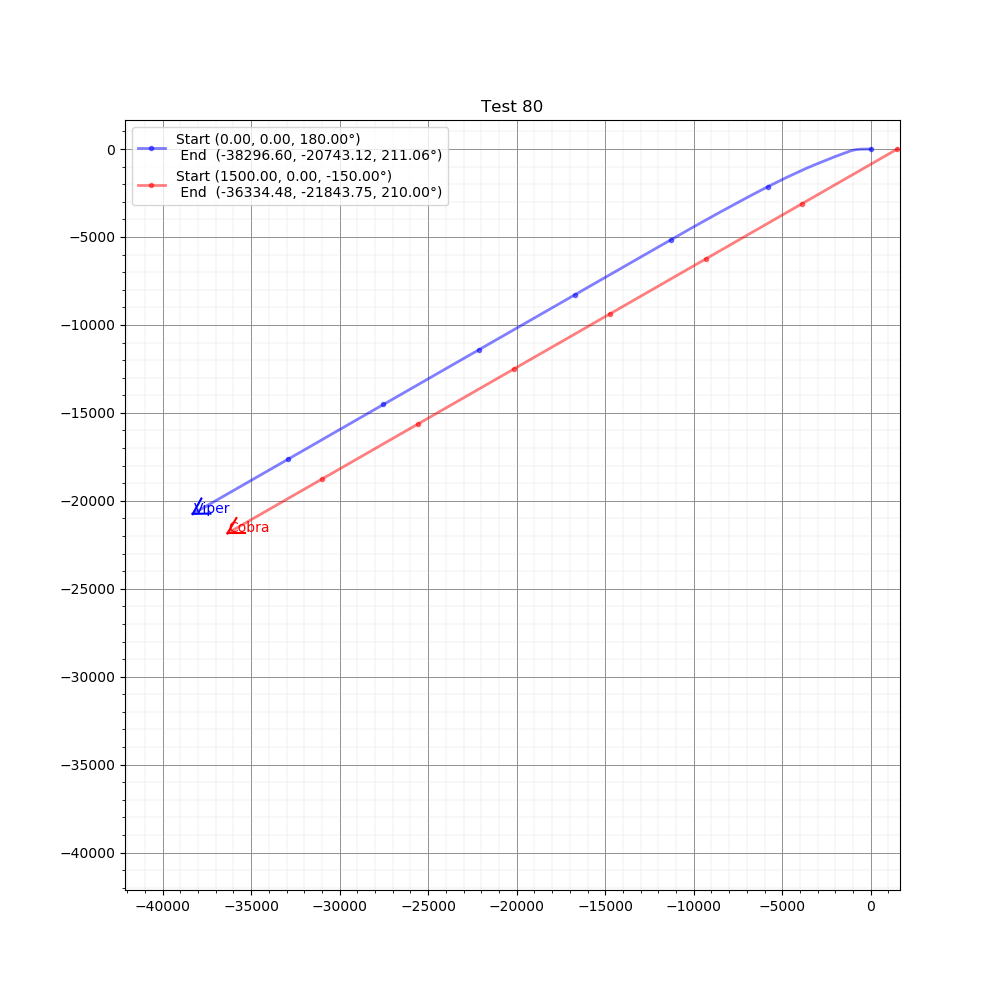 Test 80
Start (0.00, 0.00, 180.00°)
End (-38296.60, -20743.12, 211.06°)
Start (1500.00, 0.00, -150.00°)
End (-36334.48, -21843.75, 210.00°)
0
−5000
−10000
−15000
−20000
−25000
−30000
−35000
−40000
Viper
Cobra
−40000 −35000 −30000 −25000 −20000 −15000 −10000 −5000 0